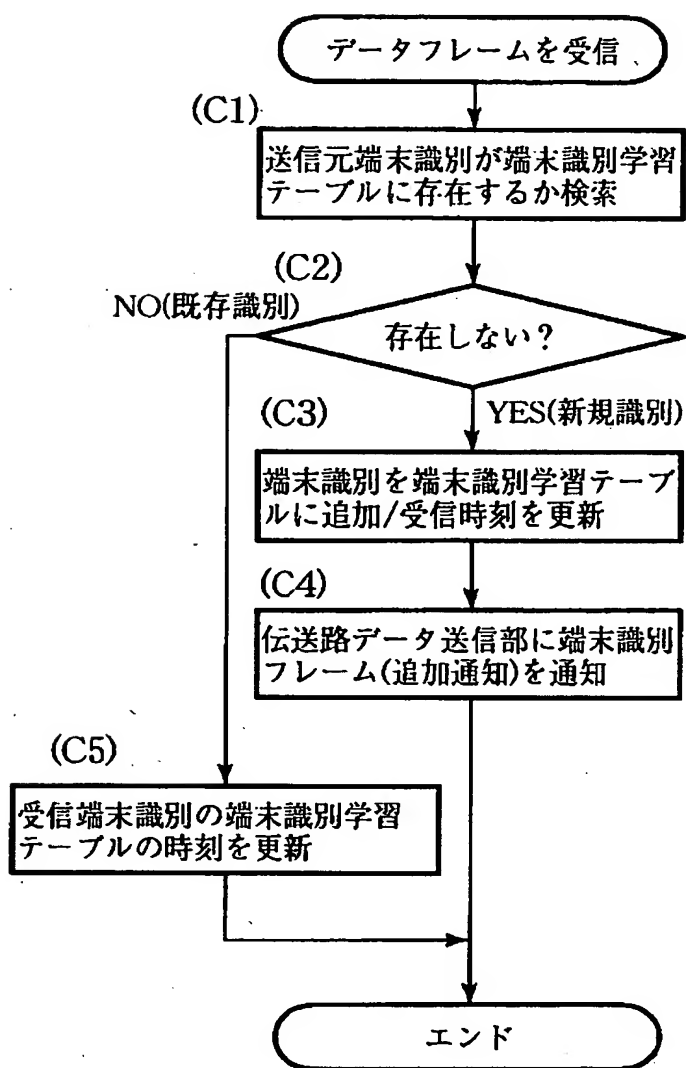 データフレームを受信
(C1)
送信元端末識別が端末識別学習
テーブルに存在するか検索
(C2)
NO(既存識別)
存在しない?
(C3)
YES(新規識別)
端末識別を端末識別学習テーブ
ルに追加/受信時刻を更新
(C4)
伝送路データ送信部に端末識別
フレーム(追加通知)を通知
(C5)
受信端末識別の端末識別学習
テーブルの時刻を更新
エンド